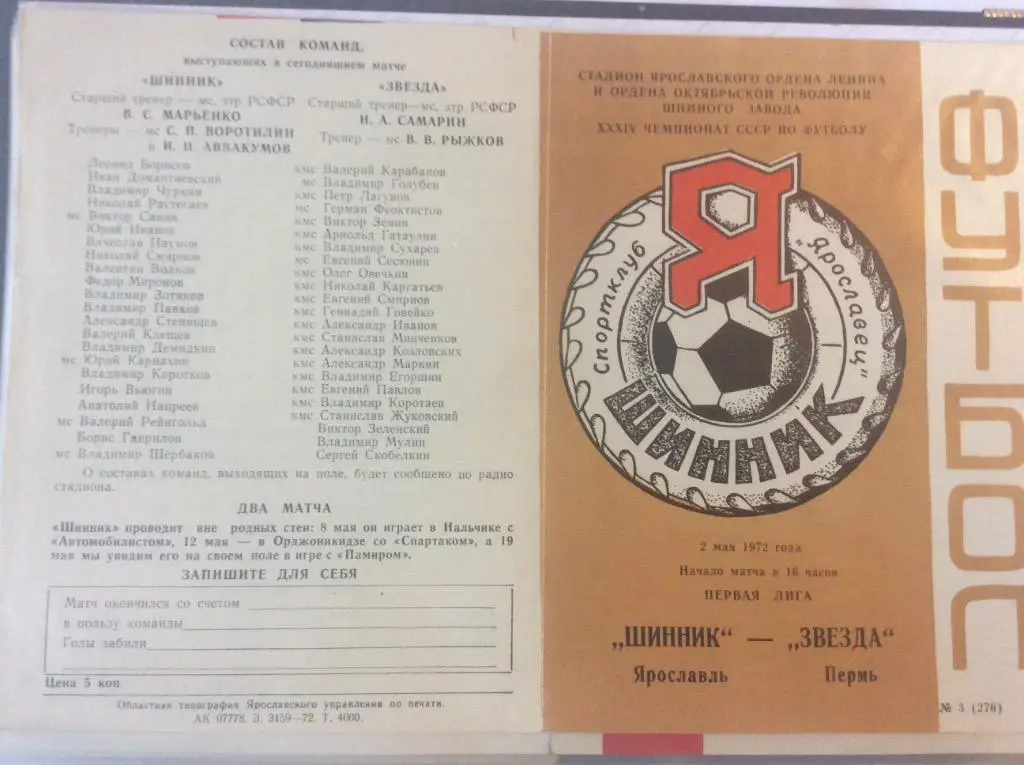 СОСТАВ КОМАНД,
выступающих в сегодняшнем матче
«ШИННИК»
Старший тренер — мс, зтр РСФСР
В. С. МАРЬЕНКО
Тренеры — мс С. П. ВОРОТИЛИН
и И. Н АВВАКУМОВ
Леонид Борисов
Иван Домантиевский
Владимир Чуркин
Николай Растегаев
мс Виктор Санин
Юрий Иванов
Вячеслав Наумов
Николай Смирнов
Валентин Волков
Федор Миронов
Владимир Зотиков
Владимир Панков
Александр Степищев
Валерий Клещев
Владимир Демидкин
мс Юрий Карнахин
Владимир Коротков
Игорь Вьюгин
Анатолий Напреев
мс Валерий Рейнгольд
Борис Гаврилов
мс Владимир Щербаков
«ЗВЕЗДА»
Старший тренер—мс, зтр РСФСР
Н. А. САМАРИН
Тренер — мс В. В. РЫЖКОВ
кмс Валерий Карабанов
мс Владимир Голубев
кмс Петр Лагунов
мс Герман Феоктистов
кмс Виктор Зенин
кмс Арнольд Гатаулин
кмс Владимир Сухарев
мс Евгений Сесюнин
кмс Олег Овечкин
кмс Николай Каргатьев
кмс Евгений Смирнов
кмс Геннадий Говейко
кмс Александр Иванов
кмс Станислав Минченков
кмс Александр Козловских
кмс Александр Маркин
кмс Владимир Егоршин
кмс Евгений Павлов
кмс Владимир Коротаев
кмс Станислав Жуковский
Виктор Зеленский
Владимир Мулин
Сергей Скобелкин
О составах команд, выходящих на поле, будет сообщено по радио
стадиона.
ДВА МАТЧА
«Шинник» проводит вне родных стен: 8 мая он играет в Нальчике с
«Автомобилистом», 12 мая — в Орджоникидзе со «Спартаком», а 19
мая мы увидим его на своем поле в игре с «Памиром».
ЗАПИШИТЕ ДЛЯ СЕБЯ
Матч окончился со счетом
в пользу команды
Голы забили
Цена 5 коп
Областная типография Ярославского управления по печати.
АК 07778. З. 3159—72. Т. 4000.
СТАДИОН ЯРОСЛАВСКОГО ОРДЕНА ЛЕНИНА
И ОРДЕНА ОКТЯБРЬСКОЙ РЕВОЛЮЦИИ
ШИННОГО ЗАВОДА
XXXIV ЧЕМПИОНАТ СССР ПО ФУТБОЛУ
Я
Спортклуб
„Ярославец"
ШИННИК
2 мая 1972 года
Начало матча в 16 часов
ПЕРВАЯ ЛИГА
„ШИННИК" — „ЗВЕЗДА"
Ярославль Пермь
ФУТБОЛ
№ 3 (276)